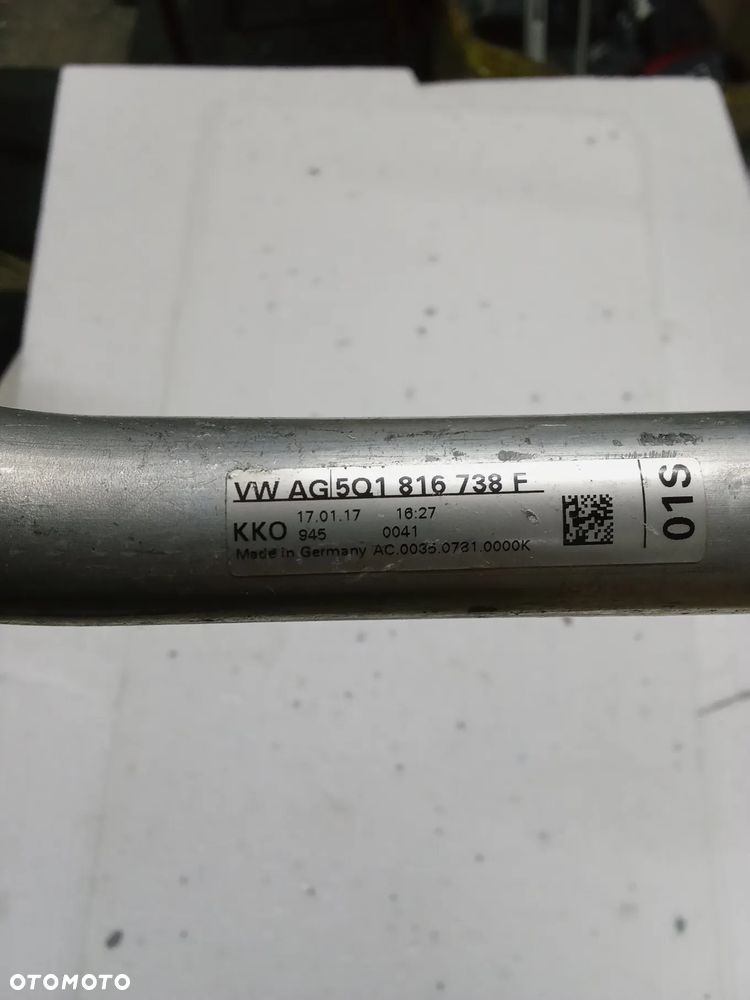 VW AG 5Q1 816 738 F
KKO 17.01.17 16:27
945 0041
Made in Germany AC.0035.0731.0000K
01S
OTOMOTO